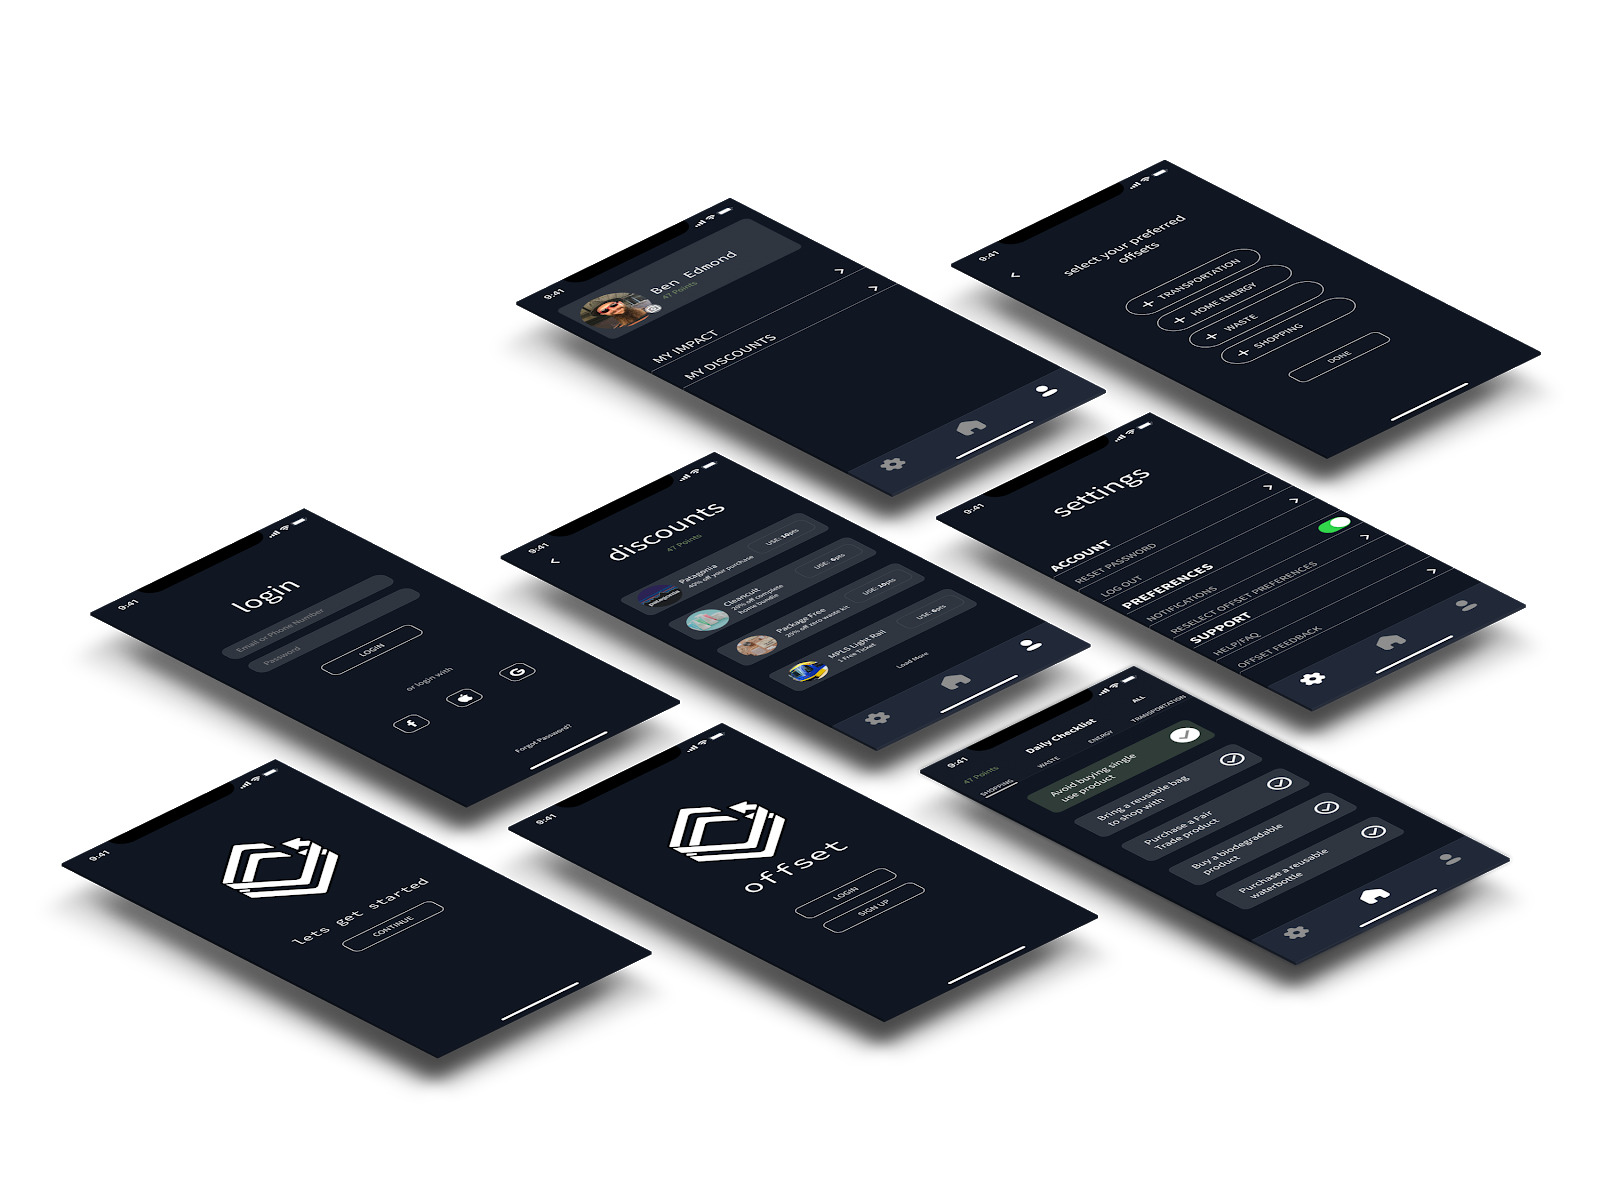 9:41
Ben Edmond
47 Points
MY IMPACT
MY DISCOUNTS
9:41
select your preferred
offsets
TRANSPORTATION
HOME ENERGY
WASTE
SHOPPING
DONE
9:41
login
Email or Phone Number
Password
LOGIN
or login with
G
Forgot Password?
9:41
discounts
47 Points
Patagonia
40% off your purchase
USE: 10pts
patagonia
Cleancult
20% off complete
home bundle
USE: 6pts
Package Free
20% off zero waste kit
USE: 10pts
MPLS Light Rail
1 Free Ticket
USE: 6pts
Load More
9:41
settings
ACCOUNT
RESET PASSWORD
LOG OUT
PREFERENCES
NOTIFICATIONS
RESELECT OFFSET PREFERENCES
SUPPORT
HELP/FAQ
OFFSET FEEDBACK
9:41
lets get started
CONTINUE
9:41
offset
LOGIN
SIGN UP
9:41
Daily Checklist
47 Points
ALL
SHOPPING
WASTE
ENERGY
TRANSPORTATION
Avoid buying single
use product
Bring a reusable bag
to shop with
Purchase a Fair
Trade product
Buy a biodegradable
product
Purchase a reusable
waterbottle